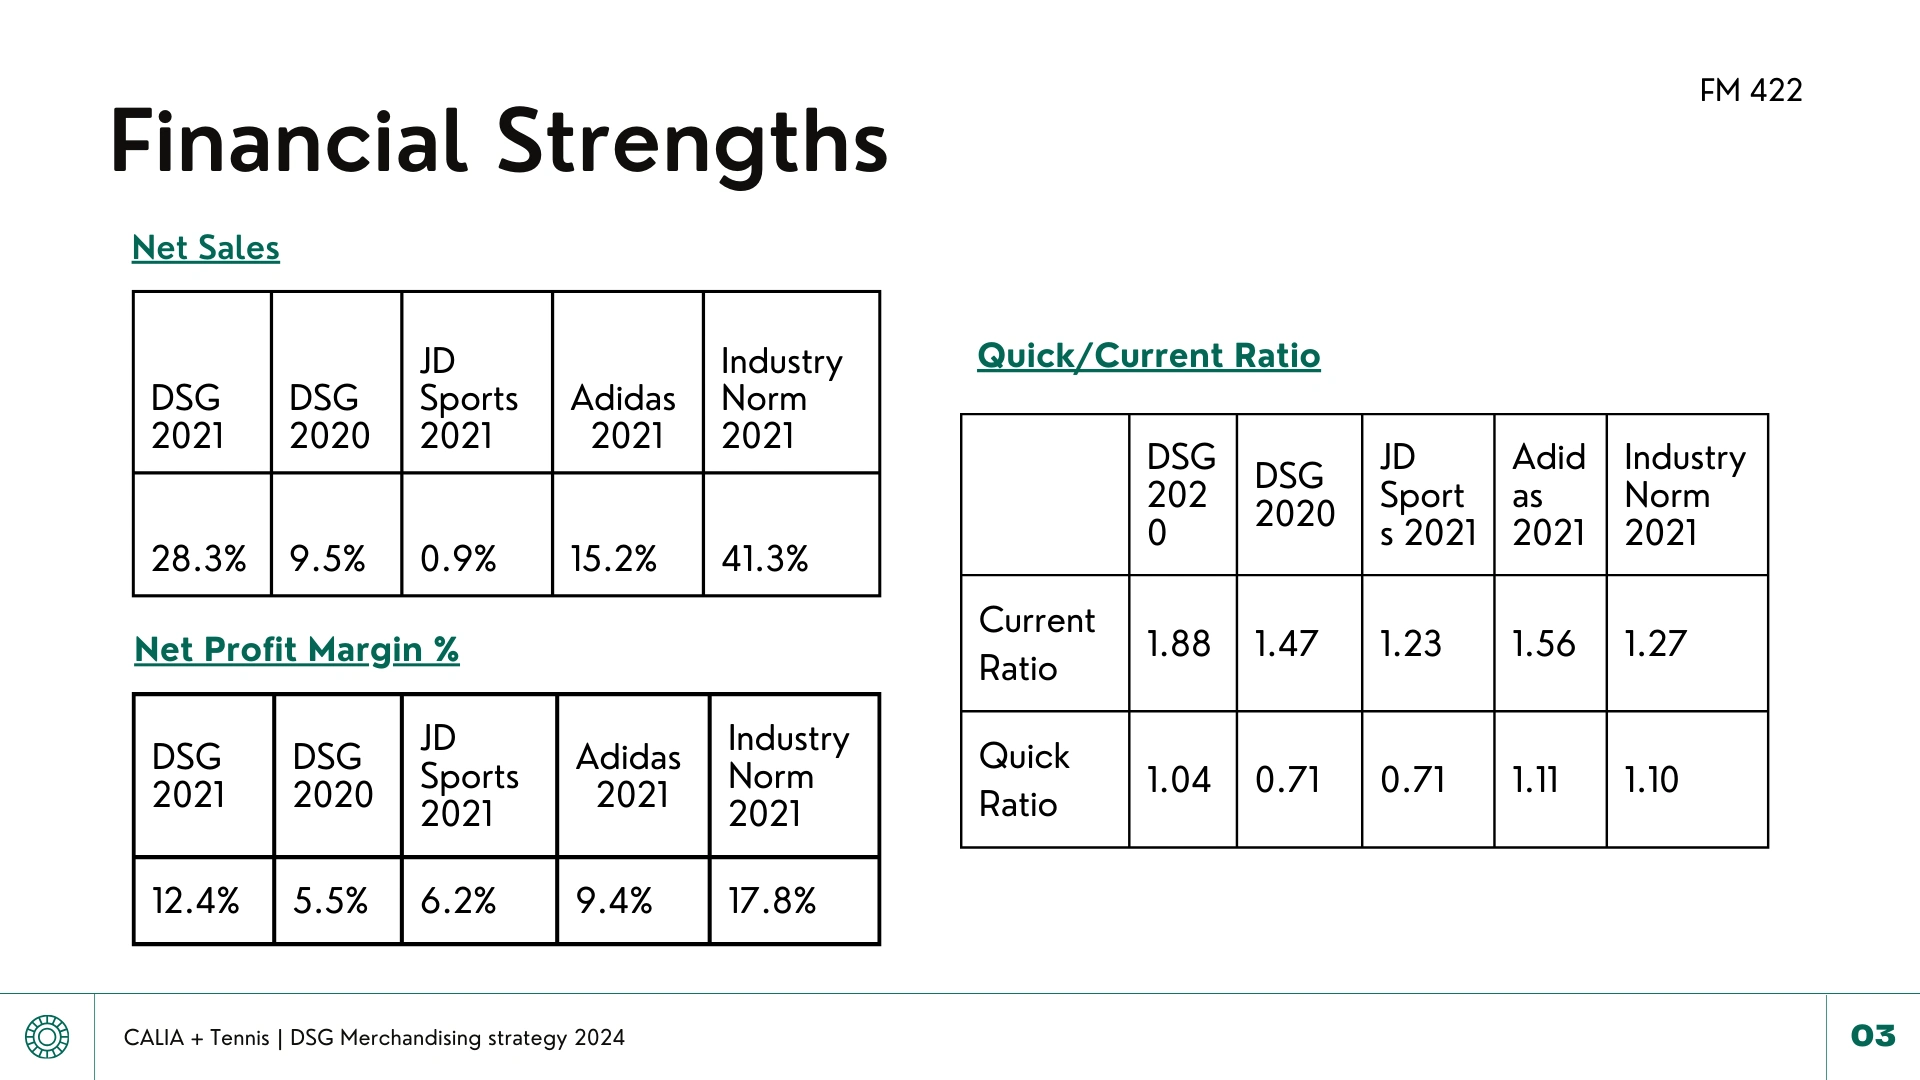 FM 422
Financial Strengths
Net Sales
DSG
2021
DSG
2020
JD
Sports
2021
Adidas
2021
Industry
Norm
2021
28.3%
9.5%
0.9%
15.2%
41.3%
Net Profit Margin %
DSG
2021
DSG
2020
JD
Sports
2021
Adidas
2021
Industry
Norm
2021
12.4%
5.5%
6.2%
9.4%
17.8%
Quick/Current Ratio
DSG
202
0
DSG
2020
JD
Sport
s 2021
Adid
as
2021
Industry
Norm
2021
Current
Ratio
1.88
1.47
1.23
1.56
1.27
Quick
Ratio
1.04
0.71
0.71
1.11
1.10
CALIA + Tennis | DSG Merchandising strategy 2024
03